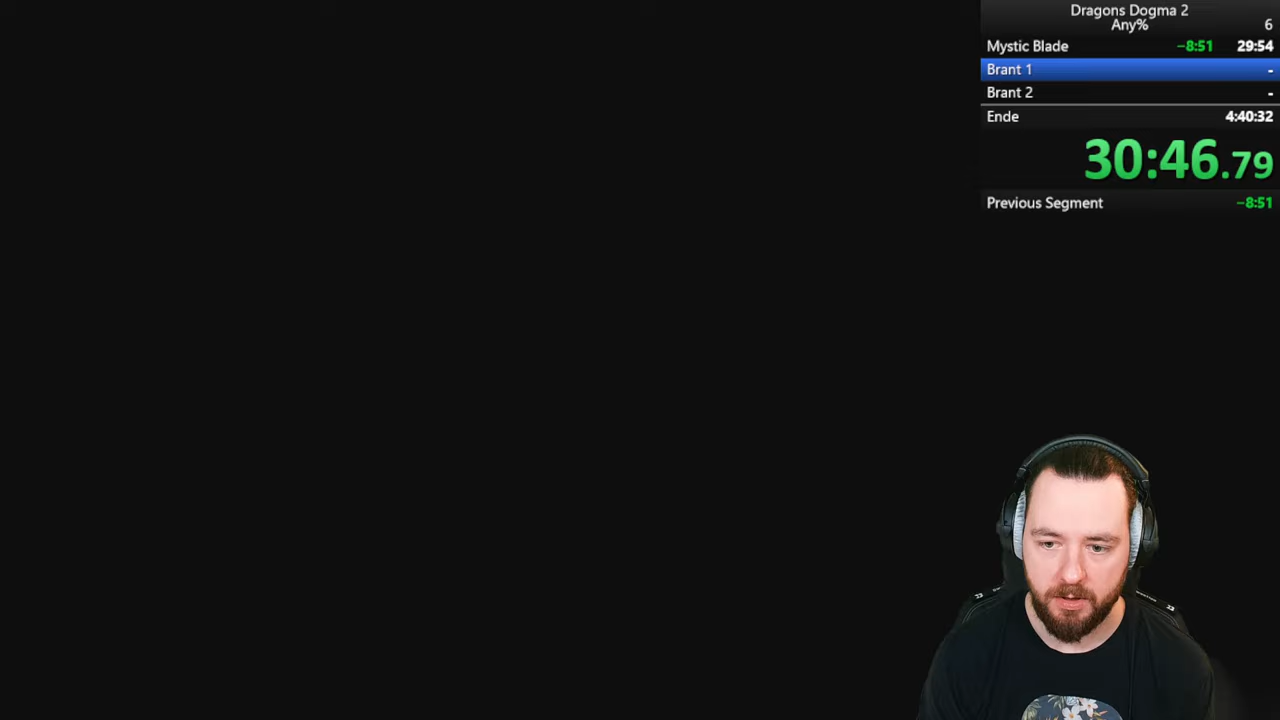 Dragons Dogma 2
Any%
6
Mystic Blade -8:51 29:54
Brant 1 -
Brant 2 -
Ende 4:40:32
30:46.79
Previous Segment -8:51